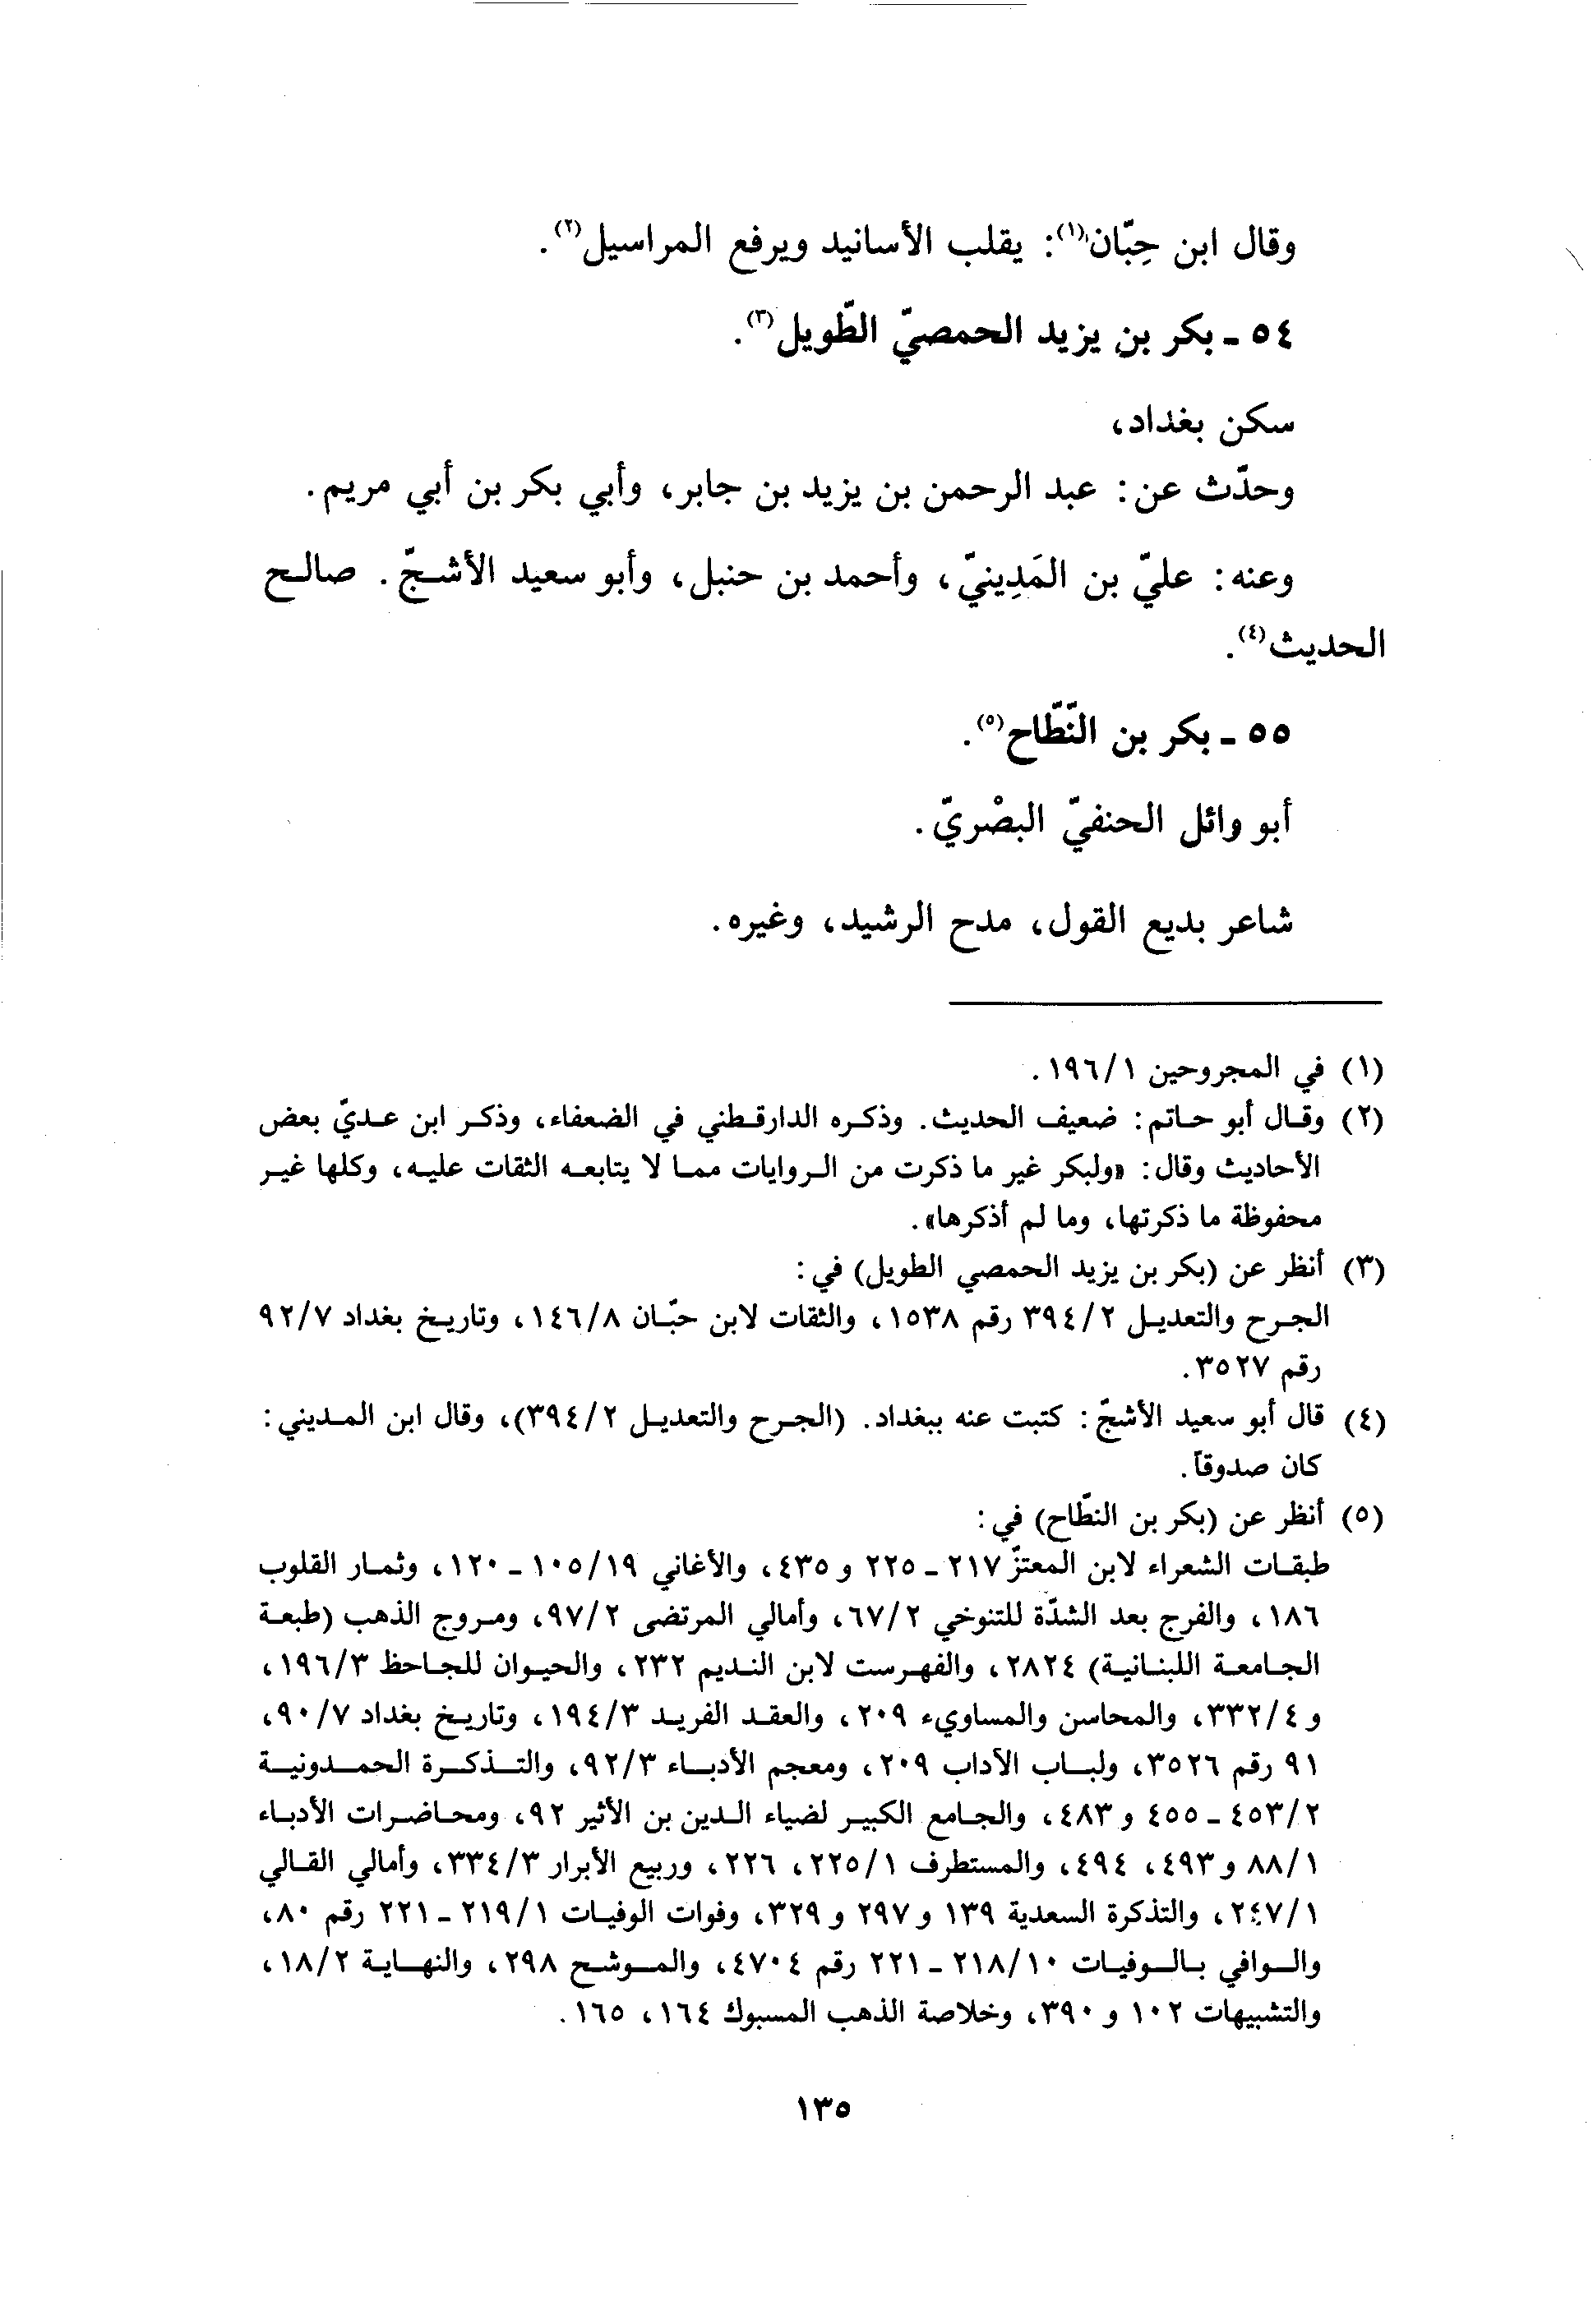 وقال ابن حِبّان(١): يقلب الأسانيد ويرفع المراسيل(٢).
٥٤ - بكر بن يزيد الحمصيّ الطّويل(٣).
سكن بغداد،
وحدّث عن: عبد الرحمن بن يزيد بن جابر، وأبي بكر بن أبي مريم.
وعنه: عليّ بن المَدِينيّ، وأحمد بن حنبل، وأبو سعيد الأشجّ. صالح
الحديث(٤).
٥٥ - بكر بن النّطّاح(٥).
أبو وائل الحنفيّ البصْريّ.
شاعر بديع القول، مدح الرشيد، وغيره.
(١) في المجروحين ١٩٦/١.
(٢) وقال أبو حاتم: ضعيف الحديث. وذكره الدارقطني في الضعفاء، وذكر ابن عديّ بعض
الأحاديث وقال: «ولبكر غير ما ذكرت من الروايات مما لا يتابعه الثقات عليه، وكلها غير
محفوظة ما ذكرتها، وما لم أذكرها».
(٣) أنظر عن (بكر بن يزيد الحمصي الطويل) في:
الجرح والتعديل ٣٩٤/٢ رقم ١٥٣٨، والثقات لابن حبّان ١٤٦/٨، وتاريخ بغداد ٩٢/٧
رقم ٣٥٢٧.
(٤) قال أبو سعيد الأشجّ: كتبت عنه ببغداد. (الجرح والتعديل ٣٩٤/٢)، وقال ابن المديني:
كان صدوقاً.
(٥) أنظر عن (بكر بن النطّاح) في:
طبقات الشعراء لابن المعتزّ ٢١٧ - ٢٢٥ و ٤٣٥، والأغاني ١٠٥/١٩ - ١٢٠، وثمار القلوب
١٨٦، والفرج بعد الشدّة للتنوخي ٦٧/٢، وأمالي المرتضى ٩٧/٢، ومروج الذهب (طبعة
الجامعة اللبنانية) ٢٨٢٤، والفهرست لابن النديم ٢٣٢، والحيوان للجاحظ ١٩٦/٣،
و ٣٣٢/٤، والمحاسن والمساويء ٢٠٩، والعقد الفريد ١٩٤/٣، وتاريخ بغداد ٩٠/٧،
٩١ رقم ٣٥٢٦، ولباب الآداب ٢٠٩، ومعجم الأدباء ٩٢/٣، والتذكرة الحمدونية
٤٥٣/٢ - ٤٥٥ و ٤٨٣، والجامع الكبير لضياء الدين بن الأثير ٩٢، ومحاضرات الأدباء
٨٨/١ و ٤٩٣، ٤٩٤، والمستطرف ٢٢٥/١، ٢٢٦، وربيع الأبرار ٣٣٤/٣، وأمالي القالي
٢٤٧/١، والتذكرة السعدية ١٣٩ و ٢٩٧ و ٣٢٩، وفوات الوفيات ٢١٩/١ - ٢٢١ رقم ٨٠،
والوافي بالوفيات ٢١٨/١٠ - ٢٢١ رقم ٤٧٠٤، والموشح ٢٩٨، والنهاية ١٨/٢،
والتشبيهات ١٠٢ و ٣٩٠، وخلاصة الذهب المسبوك ١٦٤، ١٦٥.
١٣٥